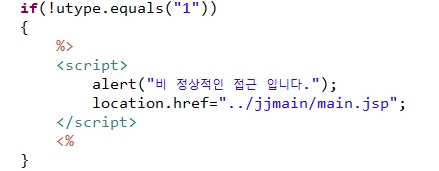 if(!utype.equals("1"))
{
%>
<script>
alert("비 정상적인 접근 입니다.");
location.href="../jjmain/main.jsp";
</script>
<%
}